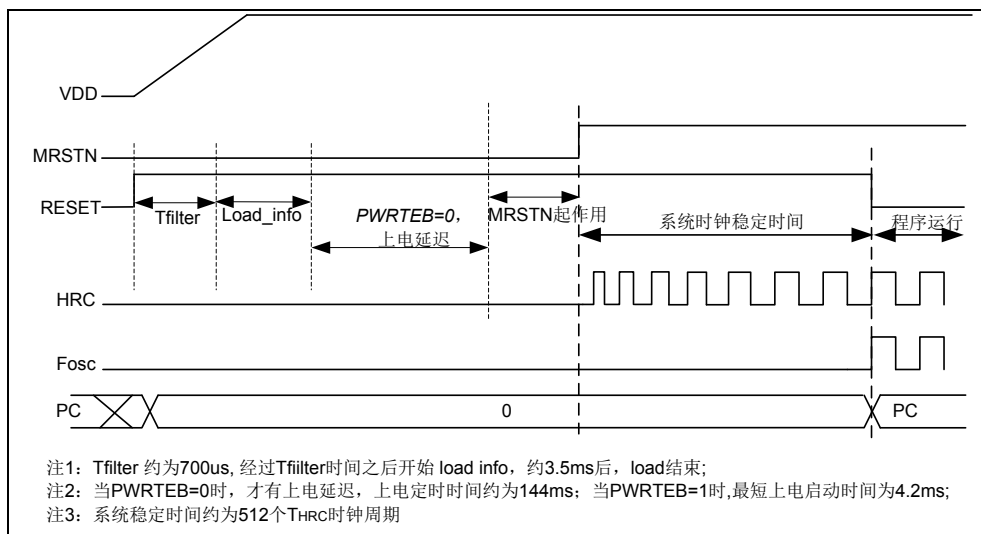 VDD
MRSTN
RESET
Tfilter
Load_info
PWRTEB=0，
上电延迟
MRSTN起作用
系统时钟稳定时间
程序运行
HRC
Fosc
PC
0
PC
注1：Tfilter 约为700us, 经过Tfiilter时间之后开始 load info，约3.5ms后，load结束;
注2：当PWRTEB=0时，才有上电延迟，上电定时时间约为144ms；当PWRTEB=1时,最短上电启动时间为4.2ms;
注3：系统稳定时间约为512个THRC时钟周期